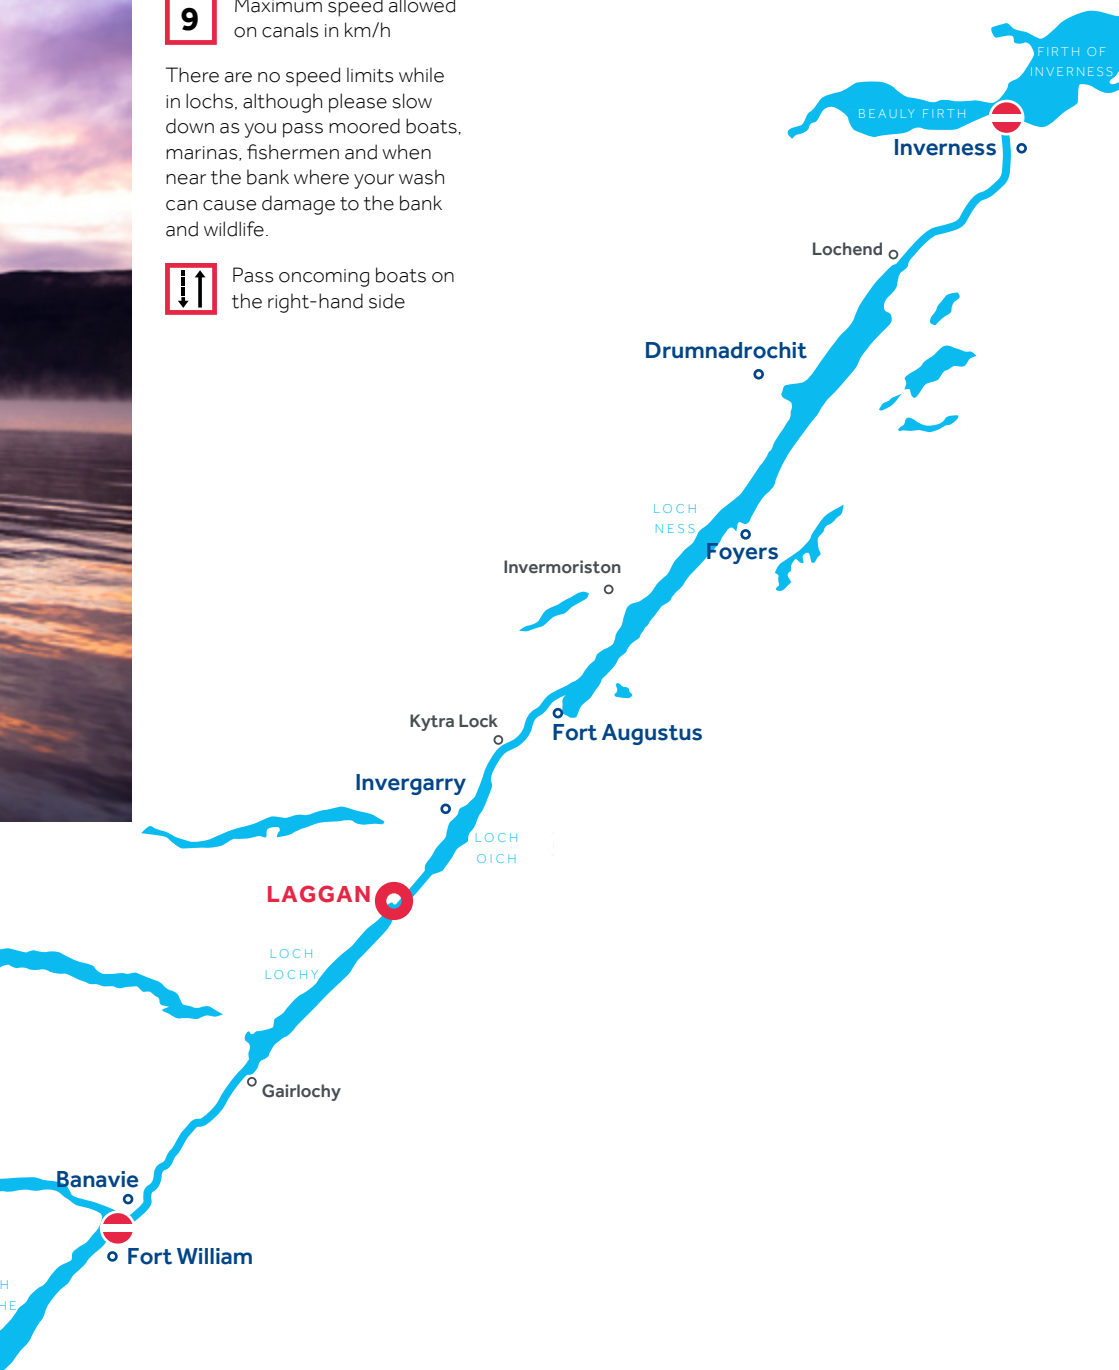 9
Maximum speed allowed
on canals in km/h
There are no speed limits while
in lochs, although please slow
down as you pass moored boats,
marinas, fishermen and when
near the bank where your wash
can cause damage to the bank
and wildlife.
Pass oncoming boats on
the right-hand side
FIRTH OF
INVERNESS
BEAULY FIRTH
Inverness
Lochend
Drumnadrochit
LOCH
NESS
Foyers
Invermoriston
Kytra Lock
Fort Augustus
Invergarry
LOCH
OICH
LAGGAN
LOCH
LOCHY
Gairlochy
Banavie
Fort William
H
HE